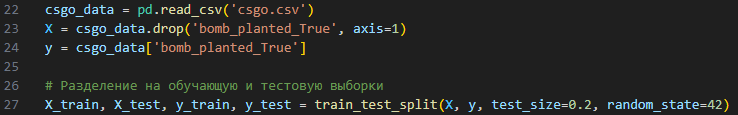 22 csgo_data = pd.read_csv('csgo.csv')
23 X = csgo_data.drop('bomb_planted_True', axis=1)
24 y = csgo_data['bomb_planted_True']
25
26 # Разделение на обучающую и тестовую выборки
27 X_train, X_test, y_train, y_test = train_test_split(X, y, test_size=0.2, random_state=42)